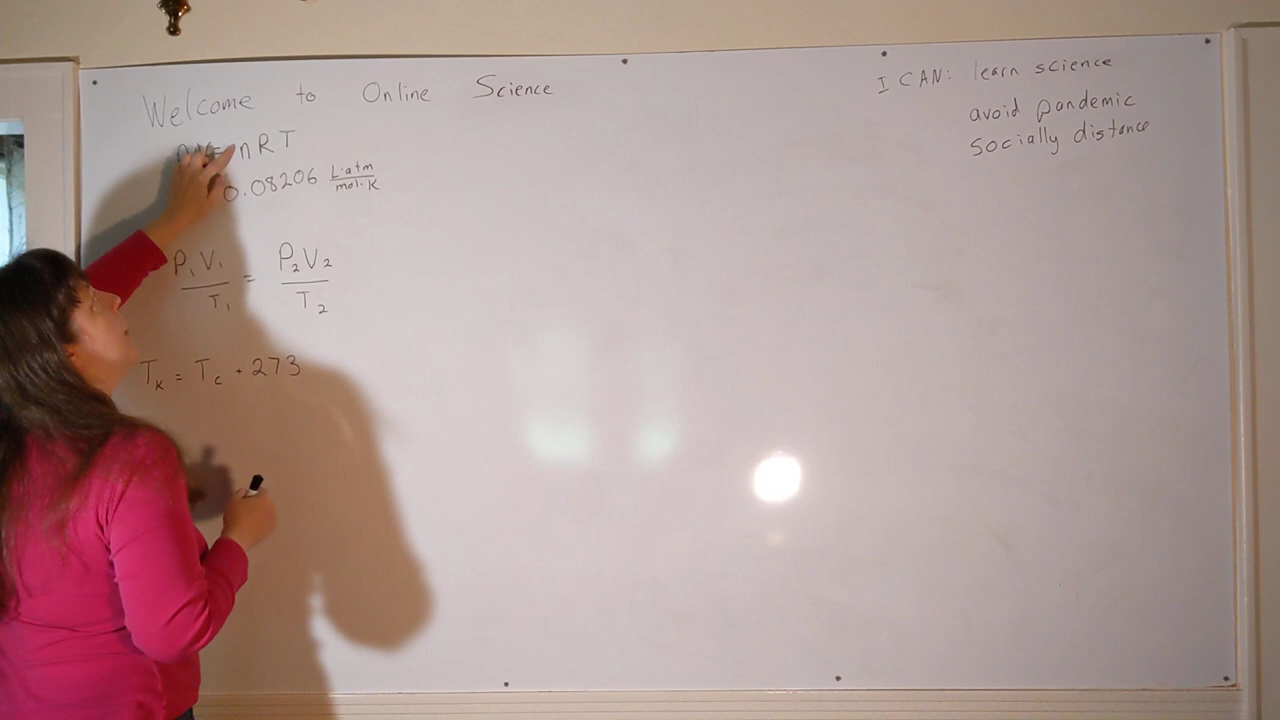 Welcome to Online Science
= nRT
0.08206 L·atm
mol·K
P₁V₁ = P₂V₂
T₁ T₂
T_K = T_C + 273
I CAN: learn science
avoid pandemic
socially distance